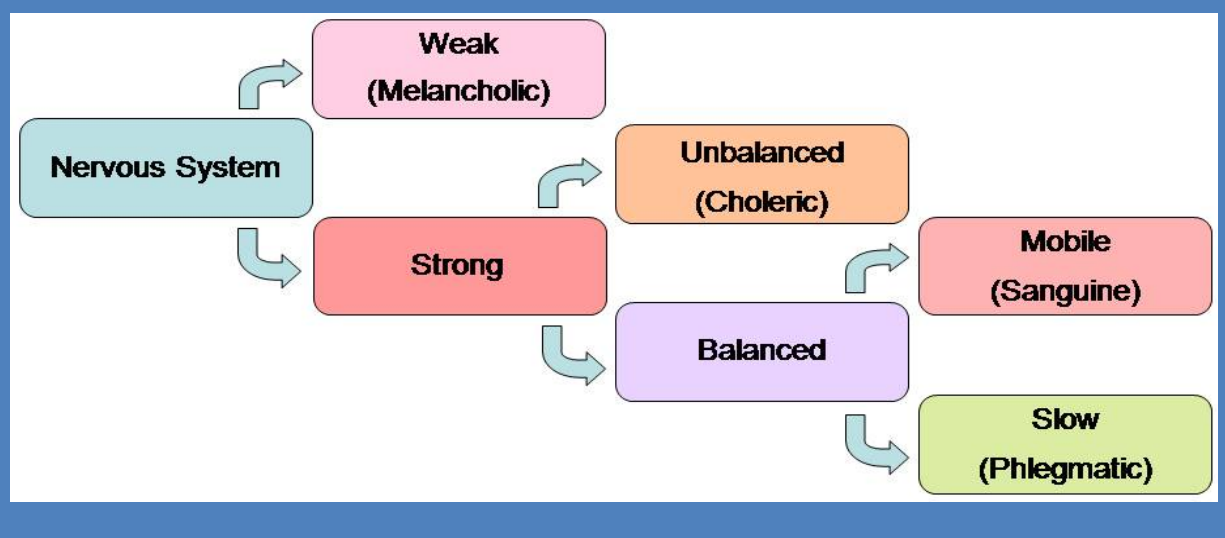 Weak
(Melancholic)
Nervous System
Unbalanced
(Choleric)
Strong
Mobile
(Sanguine)
Balanced
Slow
(Phlegmatic)